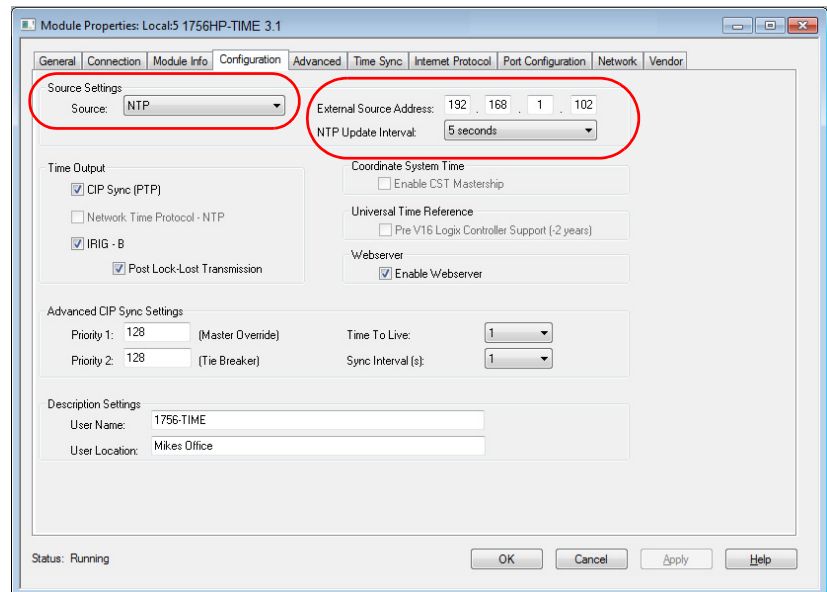 Module Properties: Local:5 1756HP-TIME 3.1
General Connection Module Info Configuration Advanced Time Sync Internet Protocol Port Configuration Network Vendor
Source Settings
Source: NTP
External Source Address: 192 . 168 . 1 . 102
NTP Update Interval: 5 seconds
Time Output
CIP Sync (PTP)
Network Time Protocol - NTP
IRIG - B
Post Lock-Lost Transmission
Coordinate System Time
Enable CST Mastership
Universal Time Reference
Pre V16 Logix Controller Support (-2 years)
Webserver
Enable Webserver
Advanced CIP Sync Settings
Priority 1: 128 (Master Override)
Time To Live: 1
Priority 2: 128 (Tie Breaker)
Sync Interval (s): 1
Description Settings
User Name: 1756-TIME
User Location: Mikes Office
Status: Running
OK Cancel Apply Help